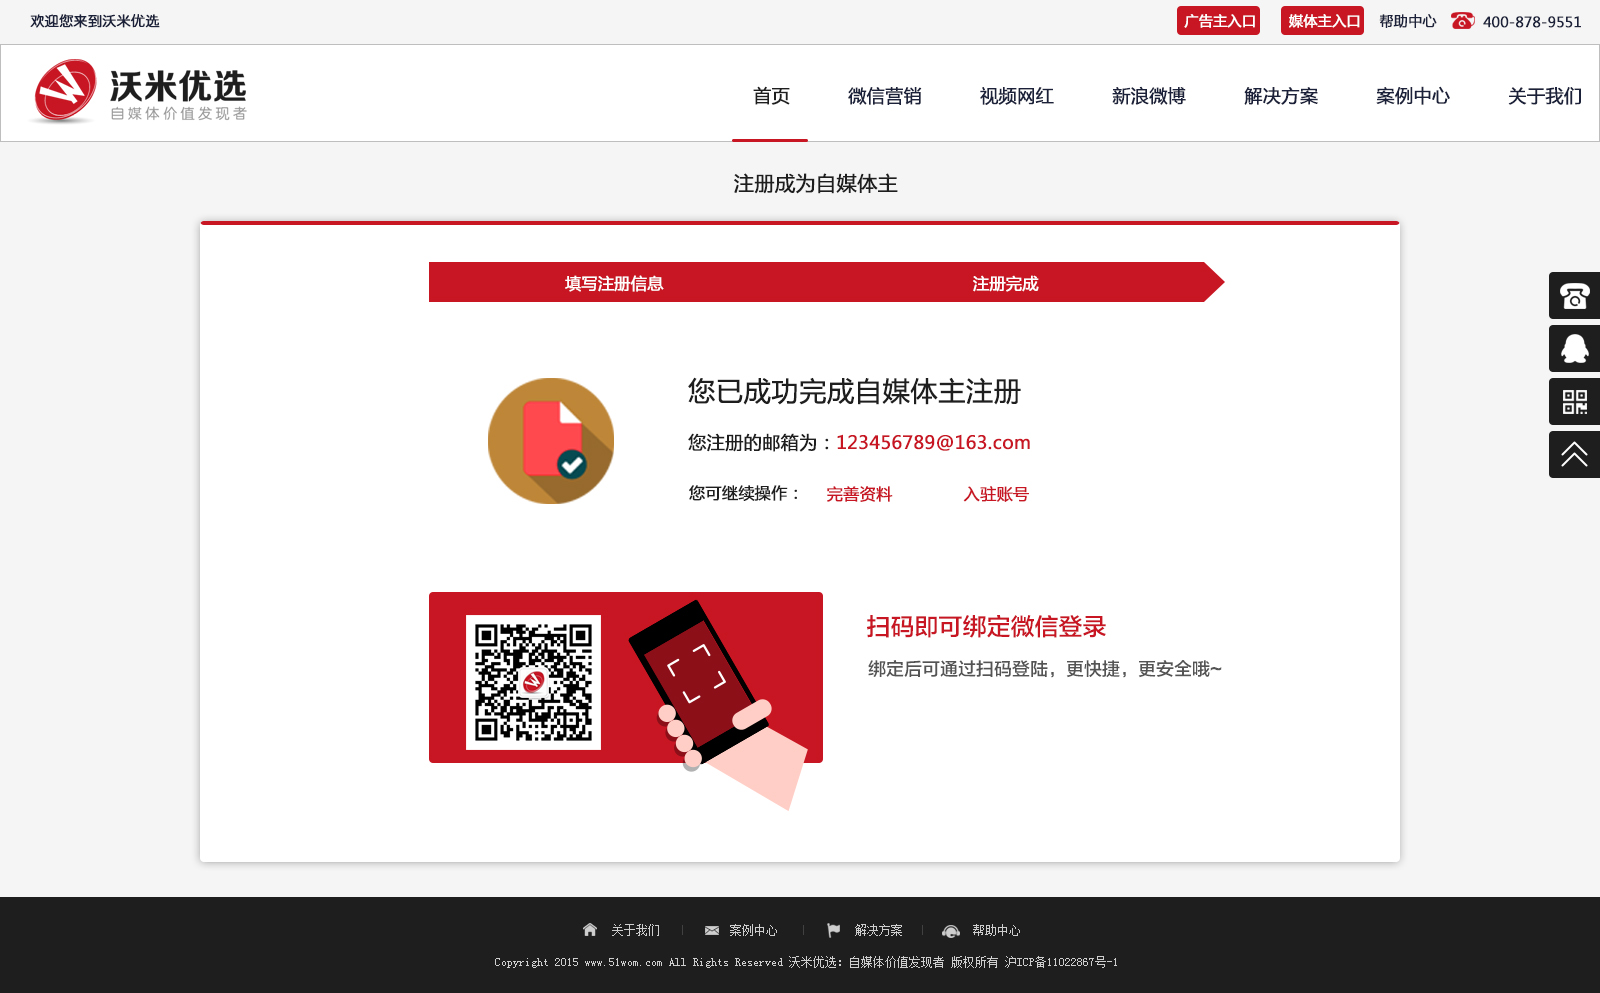 欢迎您来到沃米优选
广告主入口 媒体主入口 帮助中心 400-878-9551
沃米优选
自媒体价值发现者
首页 微信营销 视频网红 新浪微博 解决方案 案例中心 关于我们
注册成为自媒体主
填写注册信息 注册完成
您已成功完成自媒体主注册
您注册的邮箱为：123456789@163.com
您可继续操作： 完善资料 入驻账号
扫码即可绑定微信登录
绑定后可通过扫码登陆，更快捷，更安全哦~
关于我们 案例中心 解决方案 帮助中心
Copyright 2015 www.51wom.com All Rights Reserved 沃米优选：自媒体价值发现者 版权所有 沪ICP备11022867号-1